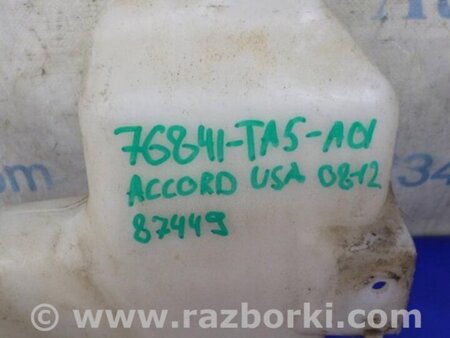 76841-TA5-A01
ACCORD USA 08-12
87449
© www.razborki.com